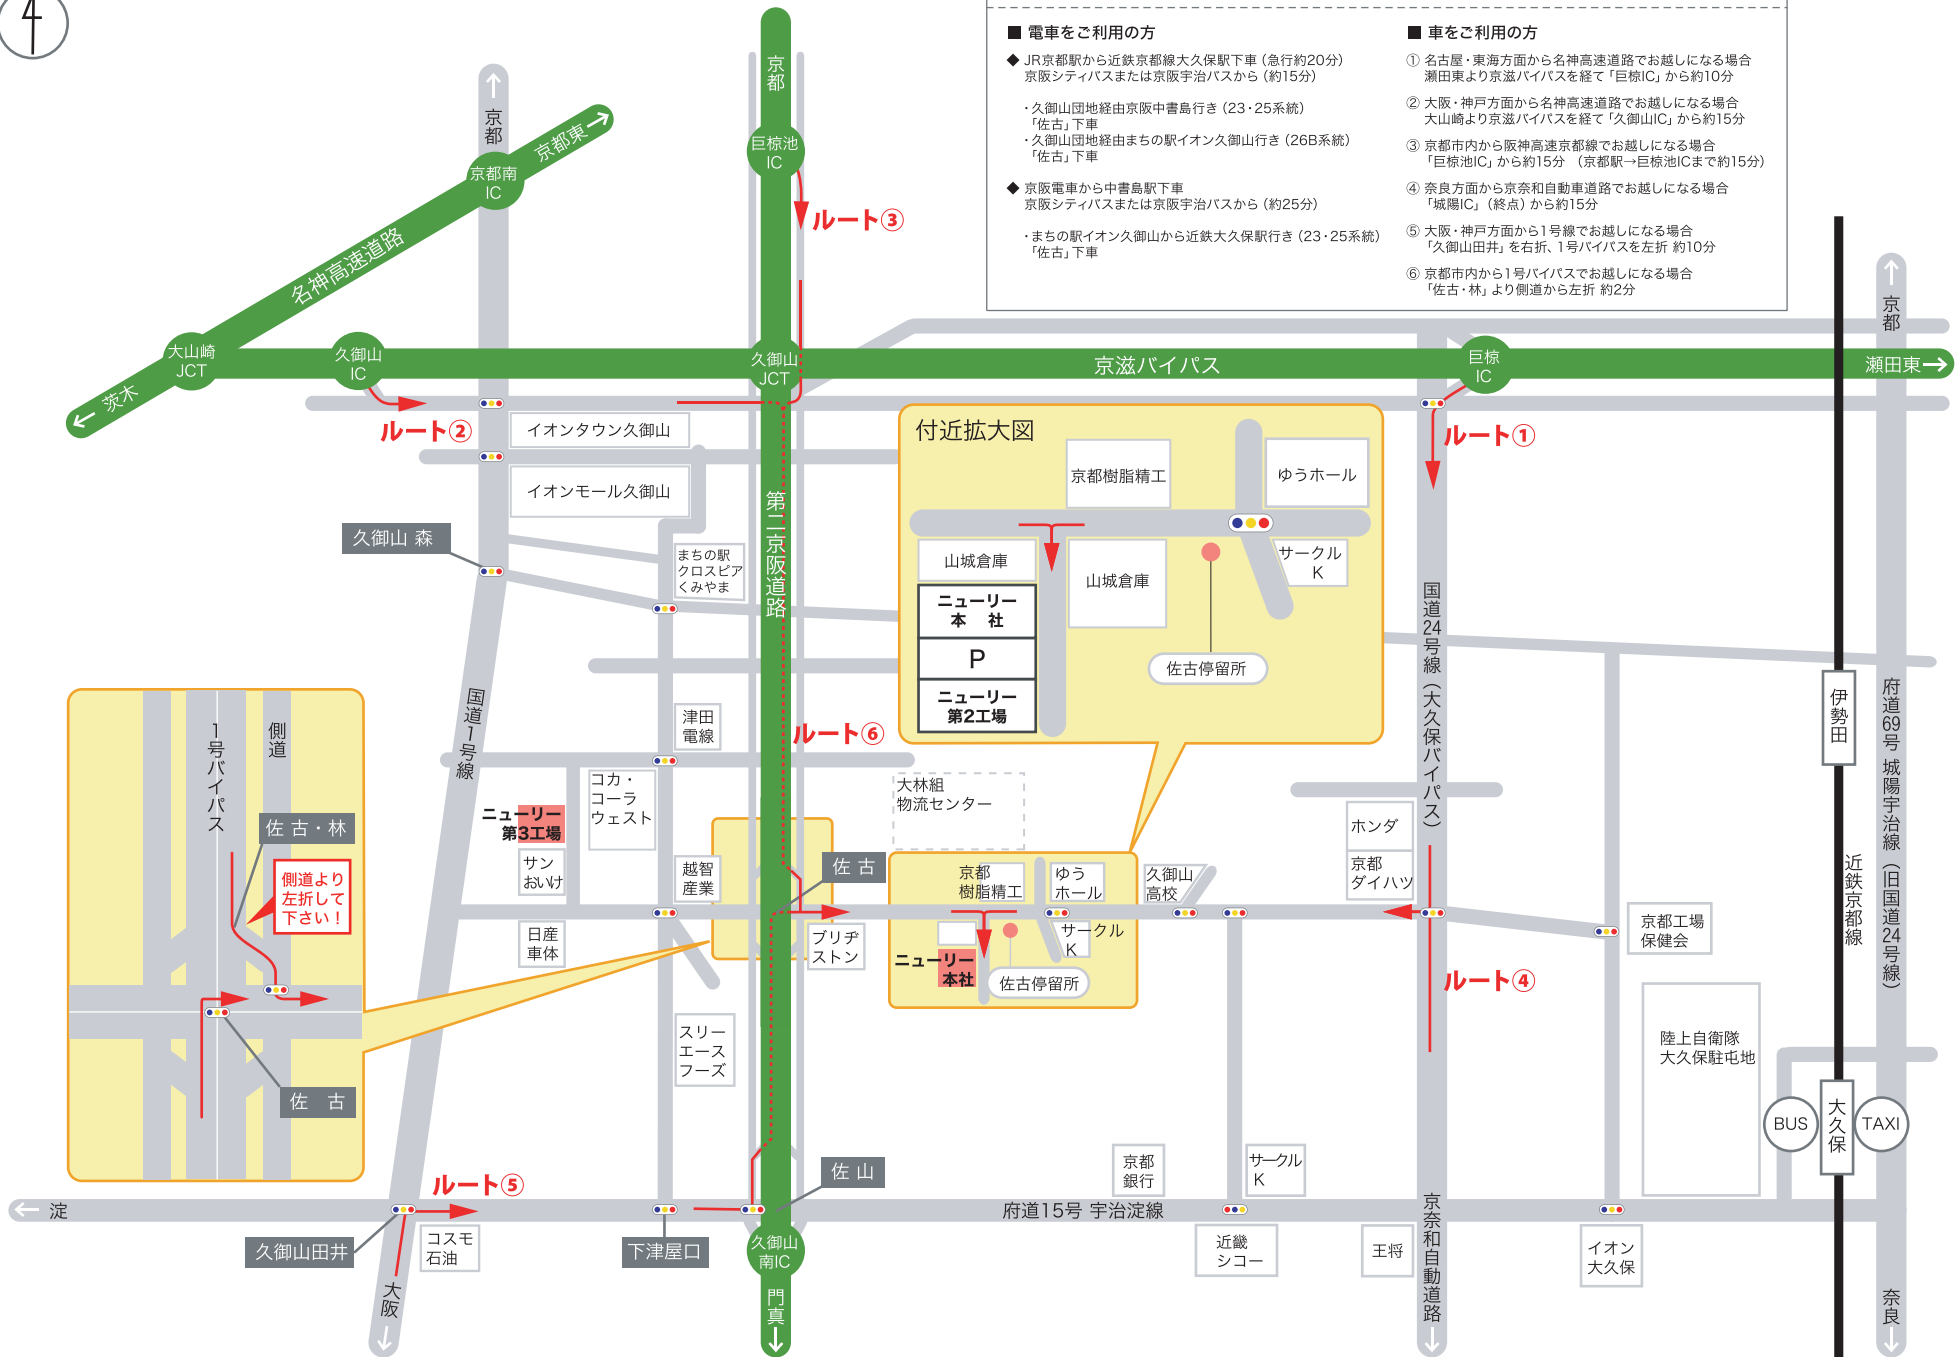 ■ 電車をご利用の方
◆ JR京都駅から近鉄京都線大久保駅下車（急行約20分）
京阪シティバスまたは京阪宇治バスから（約15分）
・久御山団地経由京阪中書島行き（23・25系統）
「佐古」下車
・久御山団地経由まちの駅イオン久御山行き（26B系統）
「佐古」下車
◆ 京阪電車から中書島駅下車
京阪シティバスまたは京阪宇治バスから（約25分）
・まちの駅イオン久御山から近鉄大久保駅行き（23・25系統）
「佐古」下車
■ 車をご利用の方
① 名古屋・東海方面から名神高速道路でお越しになる場合
瀬田東より京滋バイパスを経て「巨椋IC」から約10分
② 大阪・神戸方面から名神高速道路でお越しになる場合
大山崎より京滋バイパスを経て「久御山IC」から約15分
③ 京都市内から阪神高速京都線でお越しになる場合
「巨椋池IC」から約15分 （京都駅→巨椋池ICまで約15分）
④ 奈良方面から京奈和自動車道路でお越しになる場合
「城陽IC」（終点）から約15分
⑤ 大阪・神戸方面から1号線でお越しになる場合
「久御山田井」を右折、1号バイパスを左折 約10分
⑥ 京都市内から1号バイパスでお越しになる場合
「佐古・林」より側道から左折 約2分
京都
京都
京都東
京都南
IC
巨椋池
IC
ルート③
名神高速道路
京都
大山崎
JCT
久御山
IC
久御山
JCT
京滋バイパス
巨椋
IC
瀬田東
茨木
ルート②
イオンタウン久御山
イオンモール久御山
付近拡大図
京都樹脂精工
ゆうホール
ルート①
久御山 森
まちの駅
クロスピア
くみやま
第二京阪道路
山城倉庫
山城倉庫
サークル
K
ニューリー
本 社
P
ニューリー
第2工場
佐古停留所
国道24号線（大久保バイパス）
伊勢田
府道69号 城陽宇治線（旧国道24号線）
国道1号線
津田
電線
ルート⑥
1号バイパス
側道
佐 古・林
側道より
左折して
下さい！
佐 古
コカ・
コーラ
ウェスト
大林組
物流センター
ニューリー
第3工場
サン
おいけ
越智
産業
佐 古
京都
樹脂精工
ゆう
ホール
久御山
高校
ホンダ
京都
ダイハツ
近鉄京都線
日産
車体
ブリヂ
ストン
サークル
K
ニューリー
本社
佐古停留所
京都工場
保健会
ルート④
スリー
エース
フーズ
陸上自衛隊
大久保駐屯地
BUS
大久保
TAXI
佐 山
京都
銀行
サークル
K
ルート⑤
淀
府道15号 宇治淀線
京奈和自動道路
久御山田井
コスモ
石油
下津屋口
久御山
南IC
近畿
シコー
王将
イオン
大久保
大阪
門真
奈良